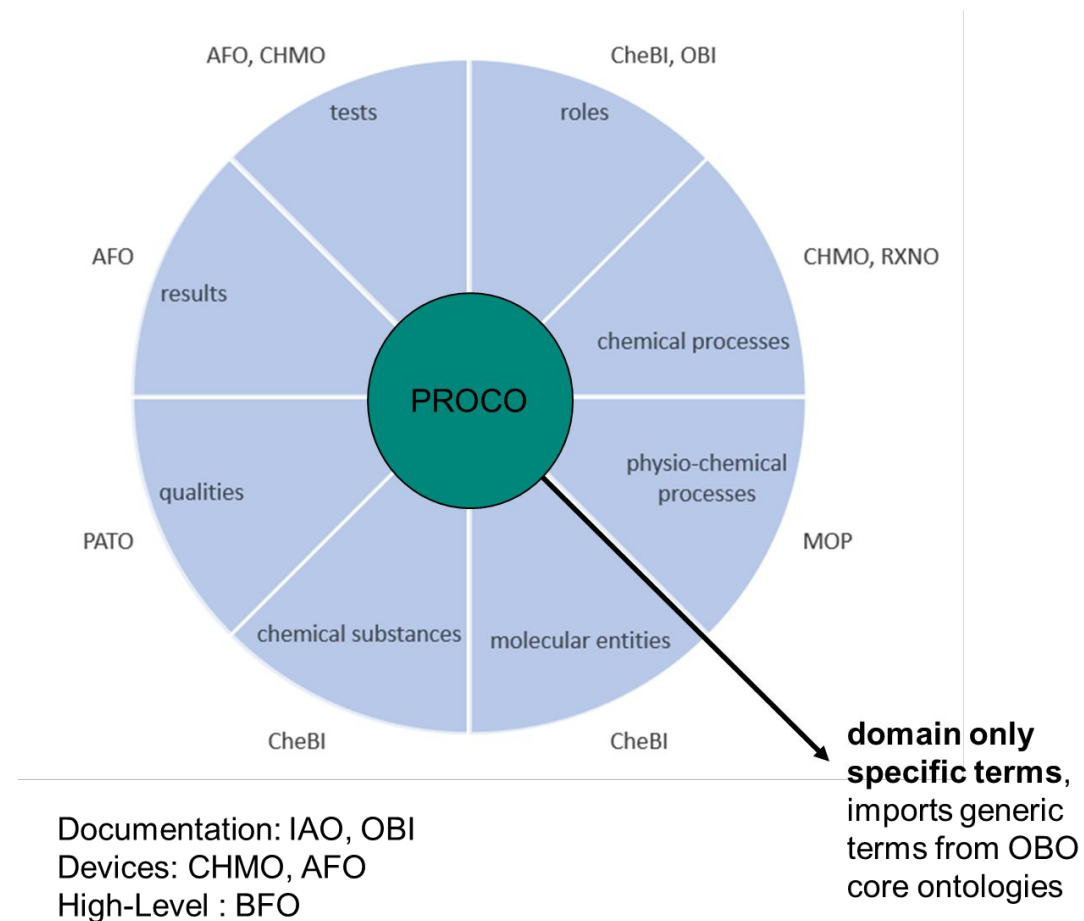 AFO, CHMO
CheBI, OBI
tests
roles
AFO
CHMO, RXNO
results
chemical processes
PROCO
physio-chemical
processes
qualities
PATO
MOP
chemical substances
molecular entities
CheBI
CheBI
domain only
specific terms,
imports generic
terms from OBO
core ontologies
Documentation: IAO, OBI
Devices: CHMO, AFO
High-Level : BFO